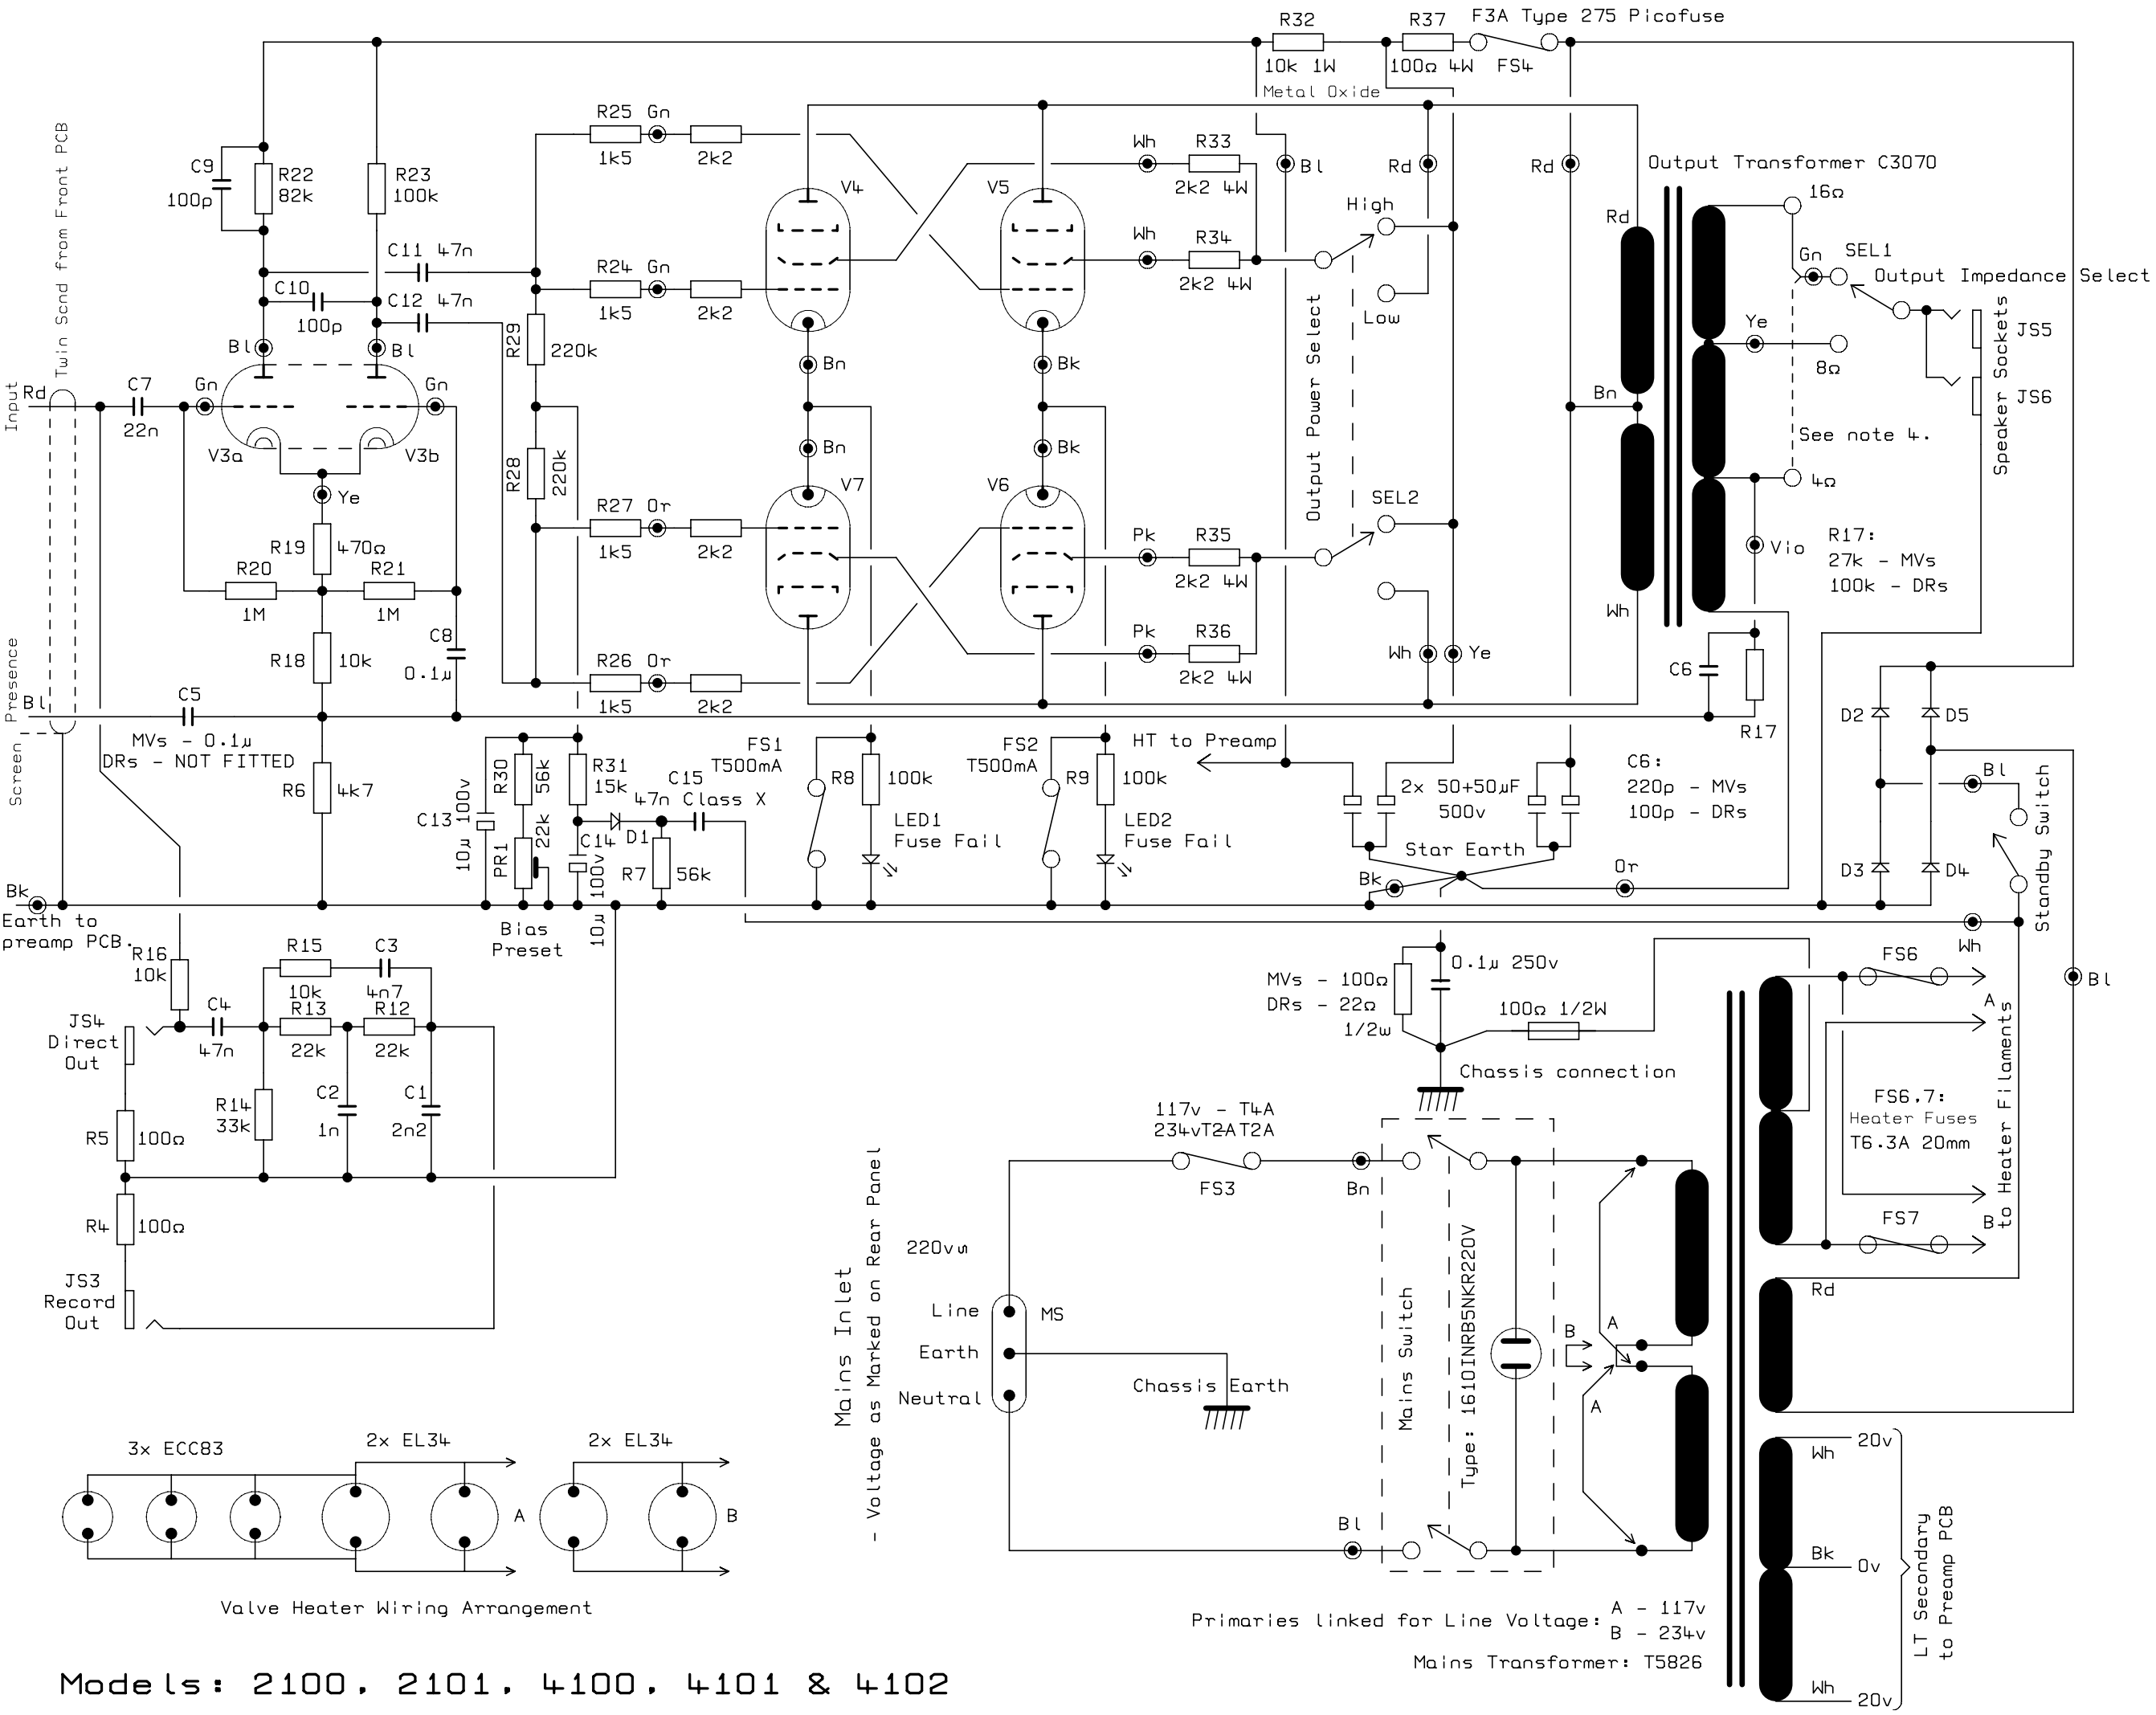 R32
R37
F3A Type 275 Picofuse
10k 1W
100Ω 4W
FS4
Metal Oxide
Twin Scnd from Front PCB
C9
100p
R22
82k
R23
100k
R25
Gn
1k5
2k2
V4
V5
Wh
R33
2k2 4W
Bl
Rd
Rd
Output Transformer C3070
16Ω
High
Rd
C11 47n
R24
Gn
1k5
2k2
Wh
R34
2k2 4W
Low
Gn
SEL1
Output Impedance Select
C10
100p
C12 47n
Bl
Bl
R29
220k
Bn
Bk
Output Power Select
Ye
8Ω
JS5
JS6
Speaker Sockets
Input
Rd
C7
22n
Gn
Gn
V3a
V3b
Bn
Bn
Bk
See note 4.
Ye
R28
220k
V7
V6
SEL2
4Ω
R19
470Ω
R27
Or
1k5
2k2
Pk
R35
2k2 4W
Vio
R17:
27k - MVs
100k - DRs
R20
1M
R21
1M
Wh
C8
0.1µ
R18
10k
R26
Or
1k5
2k2
Pk
R36
2k2 4W
Wh
Ye
C6
R17
Presence
Bl
C5
MVs - 0.1µ
DRs - NOT FITTED
Screen
D2
D5
R6
4k7
C13
10µ 100v
R30
56k
R31
15k
C15
47n Class X
FS1
T500mA
R8
100k
FS2
T500mA
R9
100k
HT to Preamp
2x 50+50µF
500v
C6:
220p - MVs
100p - DRs
Bl
Standby Switch
PR1
22k
C14
10µ 100v
D1
R7
56k
LED1
Fuse Fail
LED2
Fuse Fail
Star Earth
Bk
Or
D3
D4
Bk
Earth to
preamp PCB.
Bias
Preset
Wh
R16
10k
R15
10k
C3
4n7
0.1µ 250v
MVs - 100Ω
DRs - 22Ω
1/2w
100Ω 1/2W
FS6
A
Bl
JS4
Direct
Out
C4
47n
R13
22k
R12
22k
Chassis connection
R14
33k
C2
1n
C1
2n2
R5
100Ω
117v - T4A
234vT2AT2A
FS6,7:
Heater Fuses
T6.3A 20mm
to Heater Filaments
FS3
Bn
R4
100Ω
FS7
B
220v
Mains Inlet
- Voltage as Marked on Rear Panel
JS3
Record
Out
Line
MS
Earth
Neutral
Chassis Earth
Mains Switch
Type: 1610INRB5NKR220V
B
A
A
Rd
3x ECC83
2x EL34
2x EL34
A
B
Bl
Wh
20v
Bk
0v
Wh
20v
LT Secondary
to Preamp PCB
Valve Heater Wiring Arrangement
Primaries linked for Line Voltage:
A - 117v
B - 234v
Mains Transformer: T5826
Models: 2100, 2101, 4100, 4101 & 4102